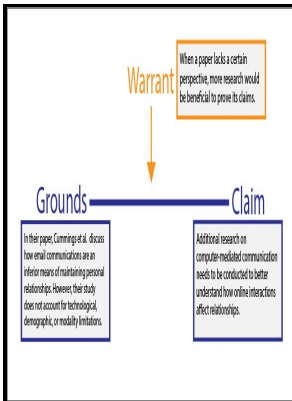 Warrant
When a paper lacks a certain
perspective, more research would
be beneficial to prove its claims.
Grounds
Claim
In their paper, Cummings et al. discuss
how email communications are an
inferior means of maintaining personal
relationships. However, their study
does not account for technological,
demographic, or modality limitations.
Additional research on
computer-mediated communication
needs to be conducted to better
understand how online interactions
affect relationships.